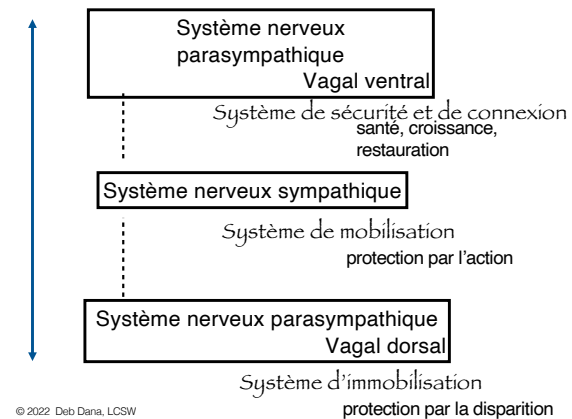 Système nerveux
parasympathique
Vagal ventral
Système de sécurité et de connexion
santé, croissance,
restauration
Système nerveux sympathique
Système de mobilisation
protection par l'action
Système nerveux parasympathique
Vagal dorsal
Système d'immobilisation
protection par la disparition
© 2022 Deb Dana, LCSW